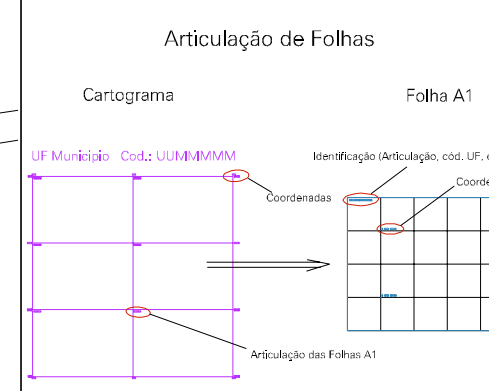 Articulação de Folhas
Cartograma
Folha A1
UF Municipio Cod.: UUMMMMM
Identificação (Articulação, cód. UF,
Coordenadas
Articulação das Folhas A1